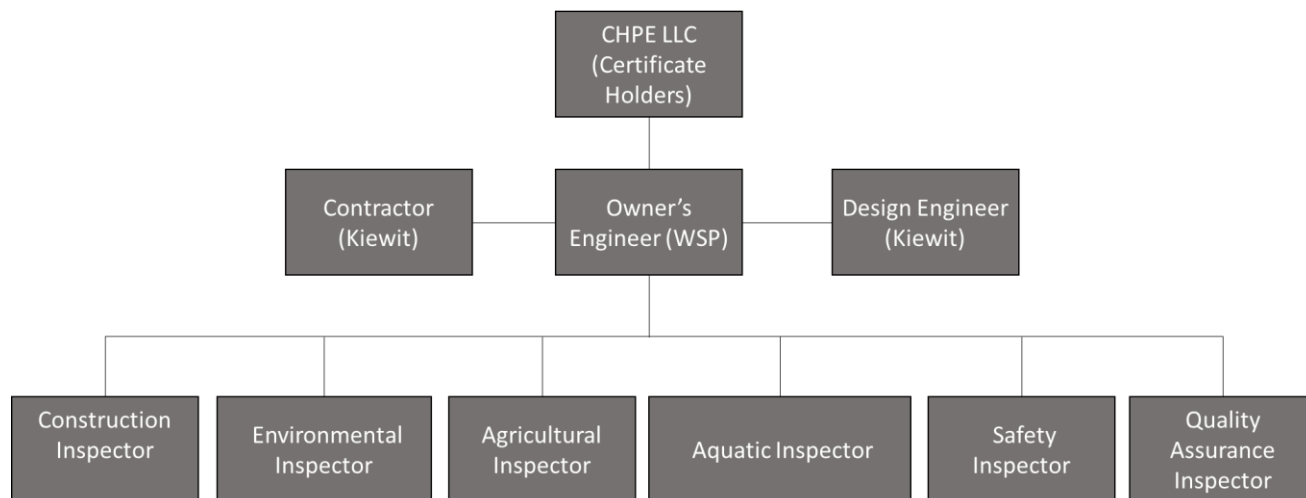 CHPE LLC
(Certificate
Holders)
Contractor
(Kiewit)
Owner’s
Engineer (WSP)
Design Engineer
(Kiewit)
Construction
Inspector
Environmental
Inspector
Agricultural
Inspector
Aquatic Inspector
Safety
Inspector
Quality
Assurance
Inspector